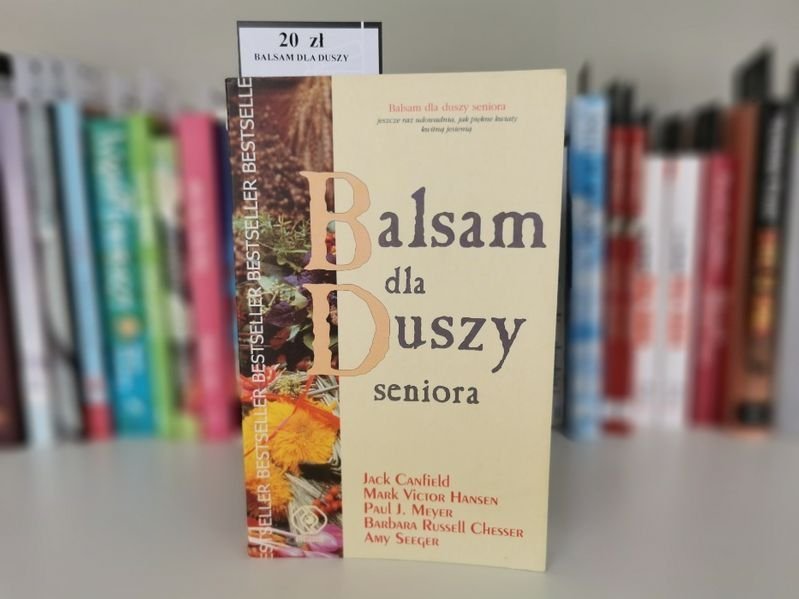 20 zł
BALSAM DLA DUSZY
Balsam dla duszy seniora
jeszcze raz udowadnia, jak piękne kwiaty
kwitną jesienią
Balsam
dla
Duszy
seniora
Jack Canfield
Mark Victor Hansen
Paul J. Meyer
Barbara Russell Chesser
Amy Seeger
BESTSELLER BESTSELLER BESTSELLER BESTSELLE